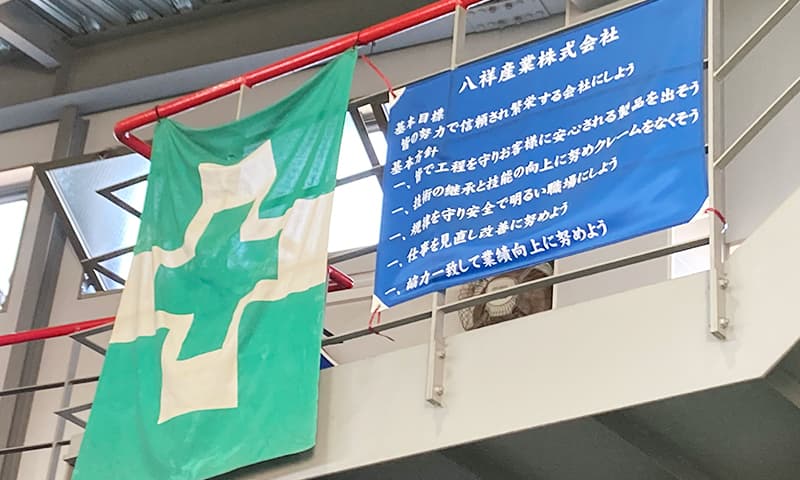 八祥産業株式会社
基本目標
皆の努力で信頼され繁栄する会社にしよう
基本方針
一、皆で工程を守りお客様に安心される製品を出そう
一、技術の継承と技能の向上に努めクレームをなくそう
一、規律を守り安全で明るい職場にしよう
一、仕事を見直し改善に努めよう
一、協力一致して業績向上に努めよう